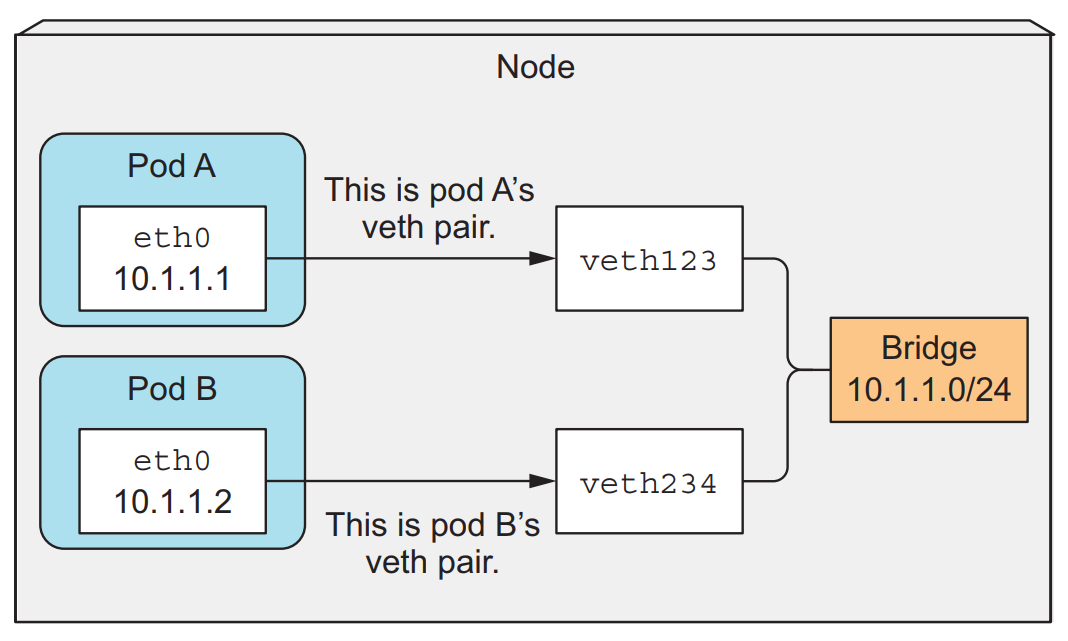 Node
Pod A
eth0
10.1.1.1
This is pod A’s
veth pair.
veth123
Bridge
10.1.1.0/24
Pod B
eth0
10.1.1.2
This is pod B’s
veth pair.
veth234